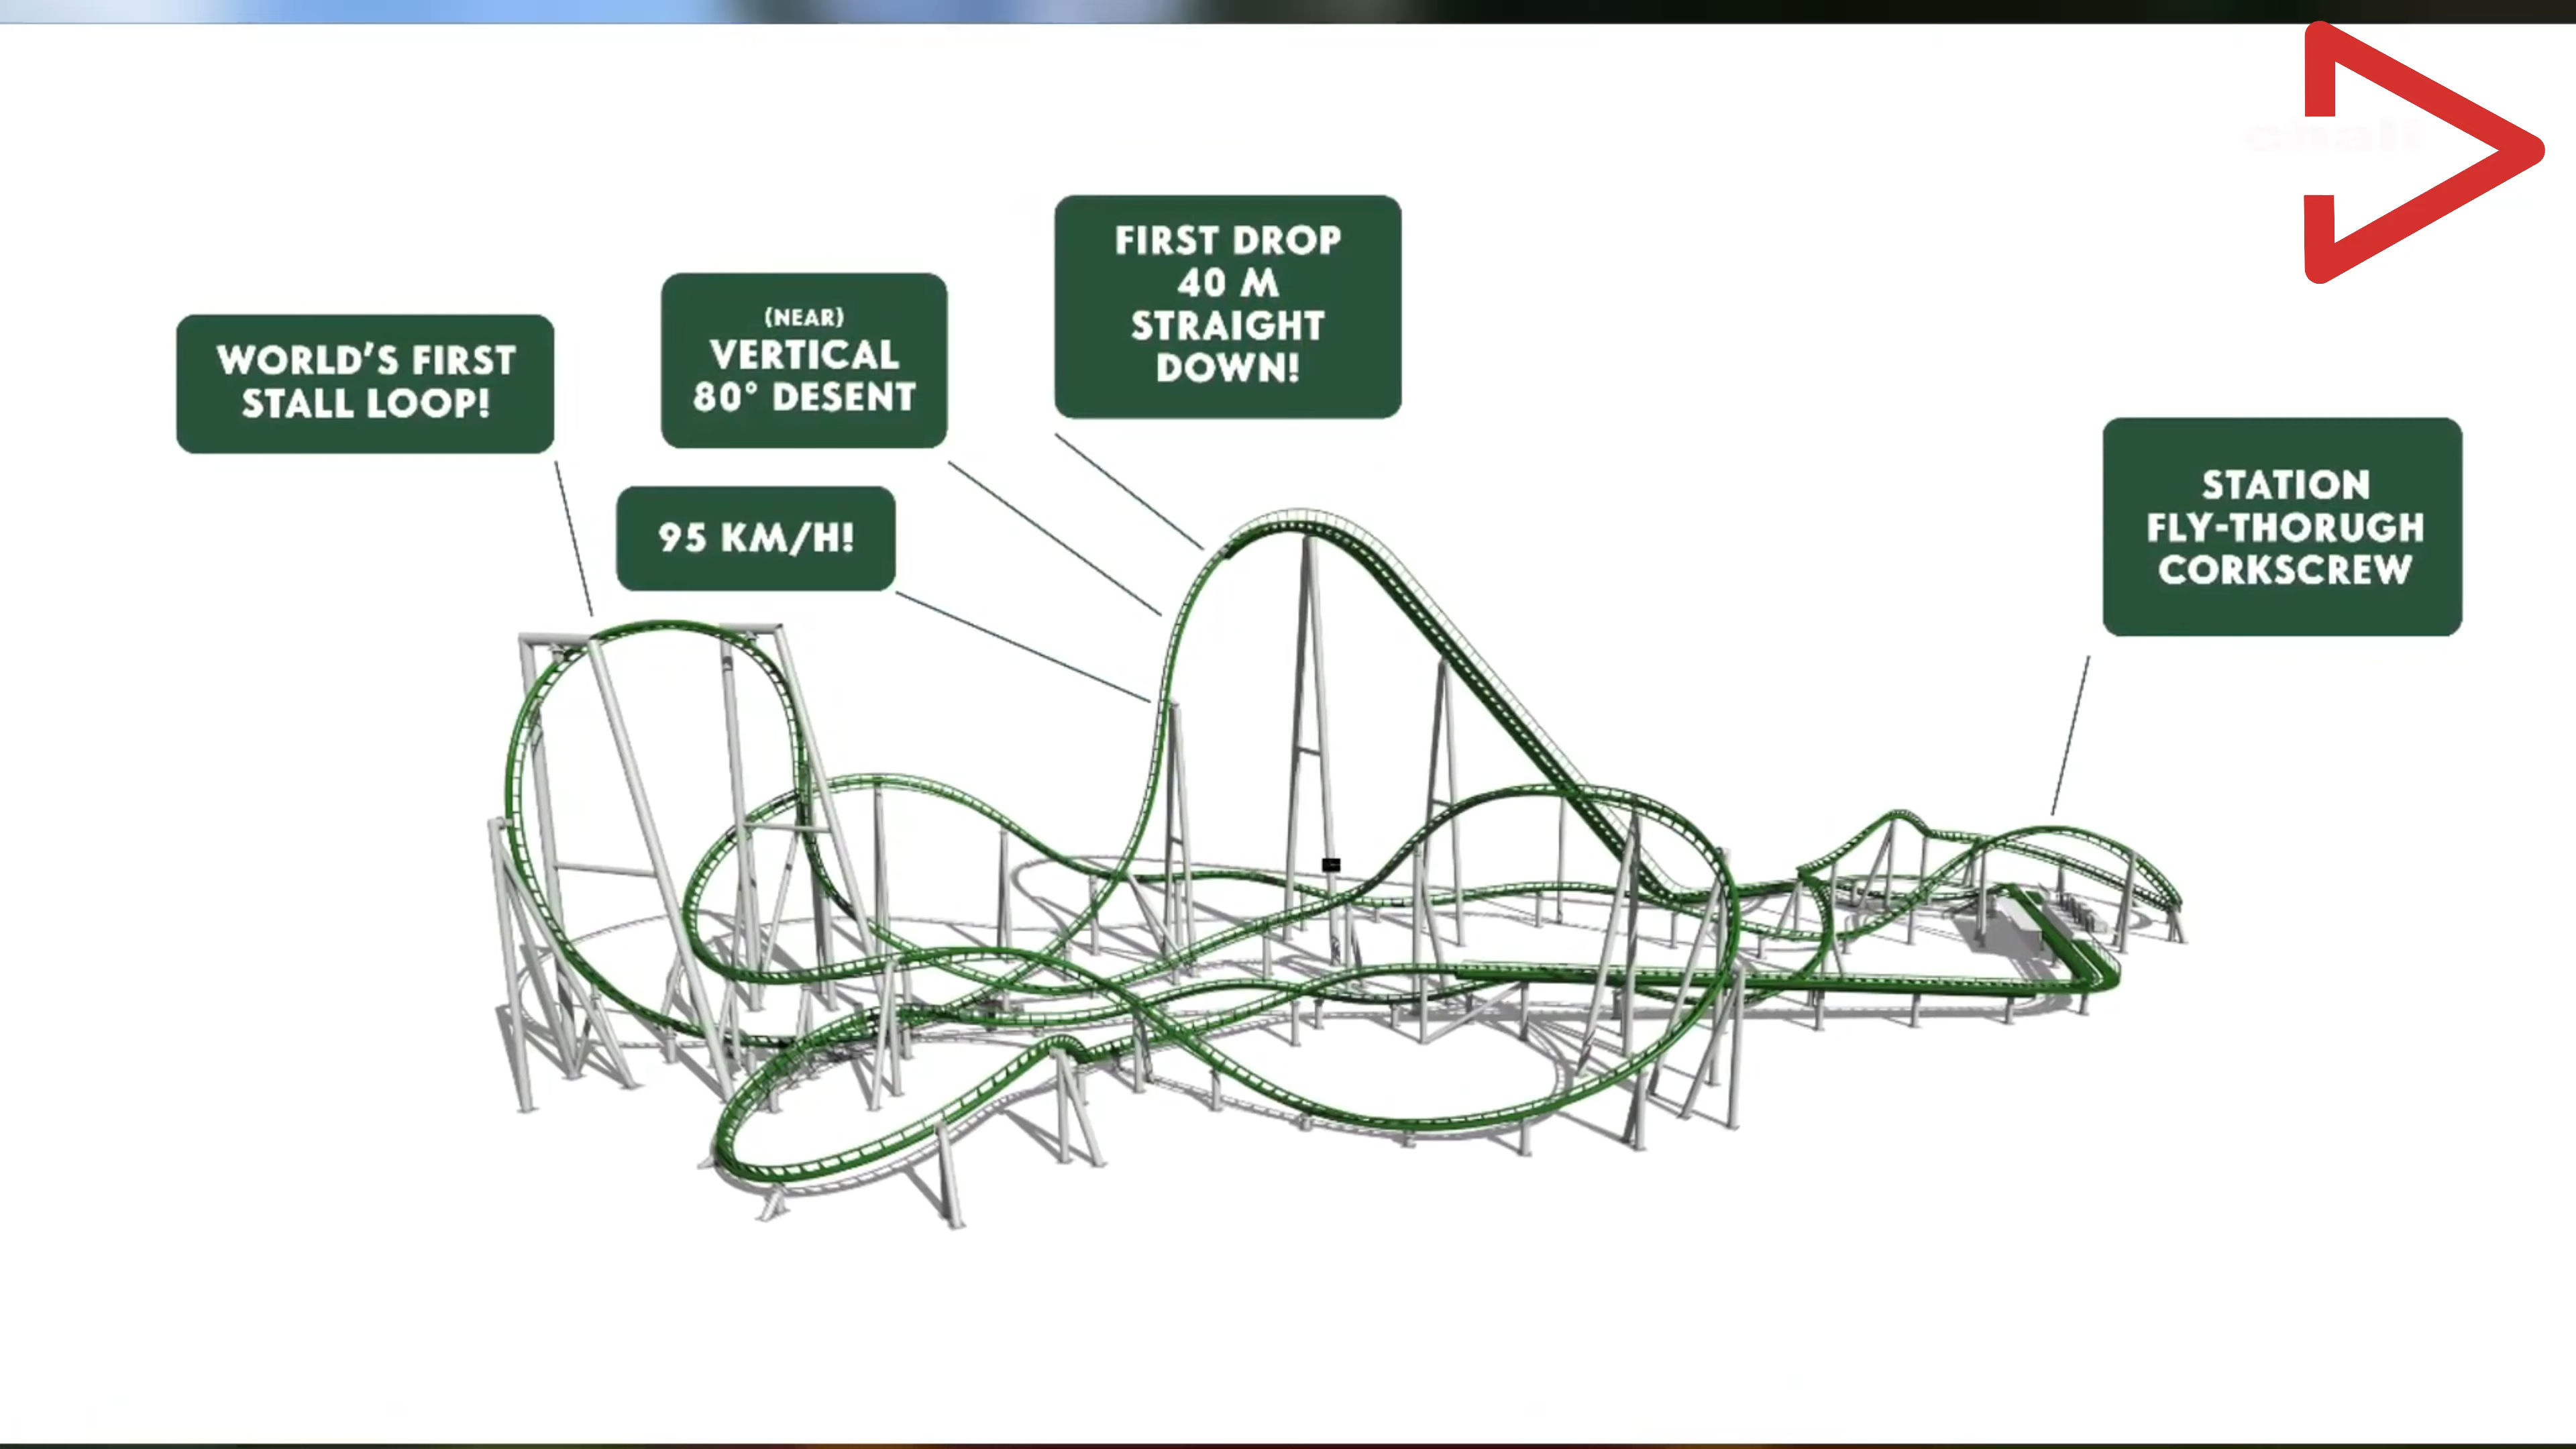 WORLD'S FIRST
STALL LOOP!
(NEAR)
VERTICAL
80° DESENT
95 KM/H!
FIRST DROP
40 M
STRAIGHT
DOWN!
STATION
FLY-THORUGH
CORKSCREW